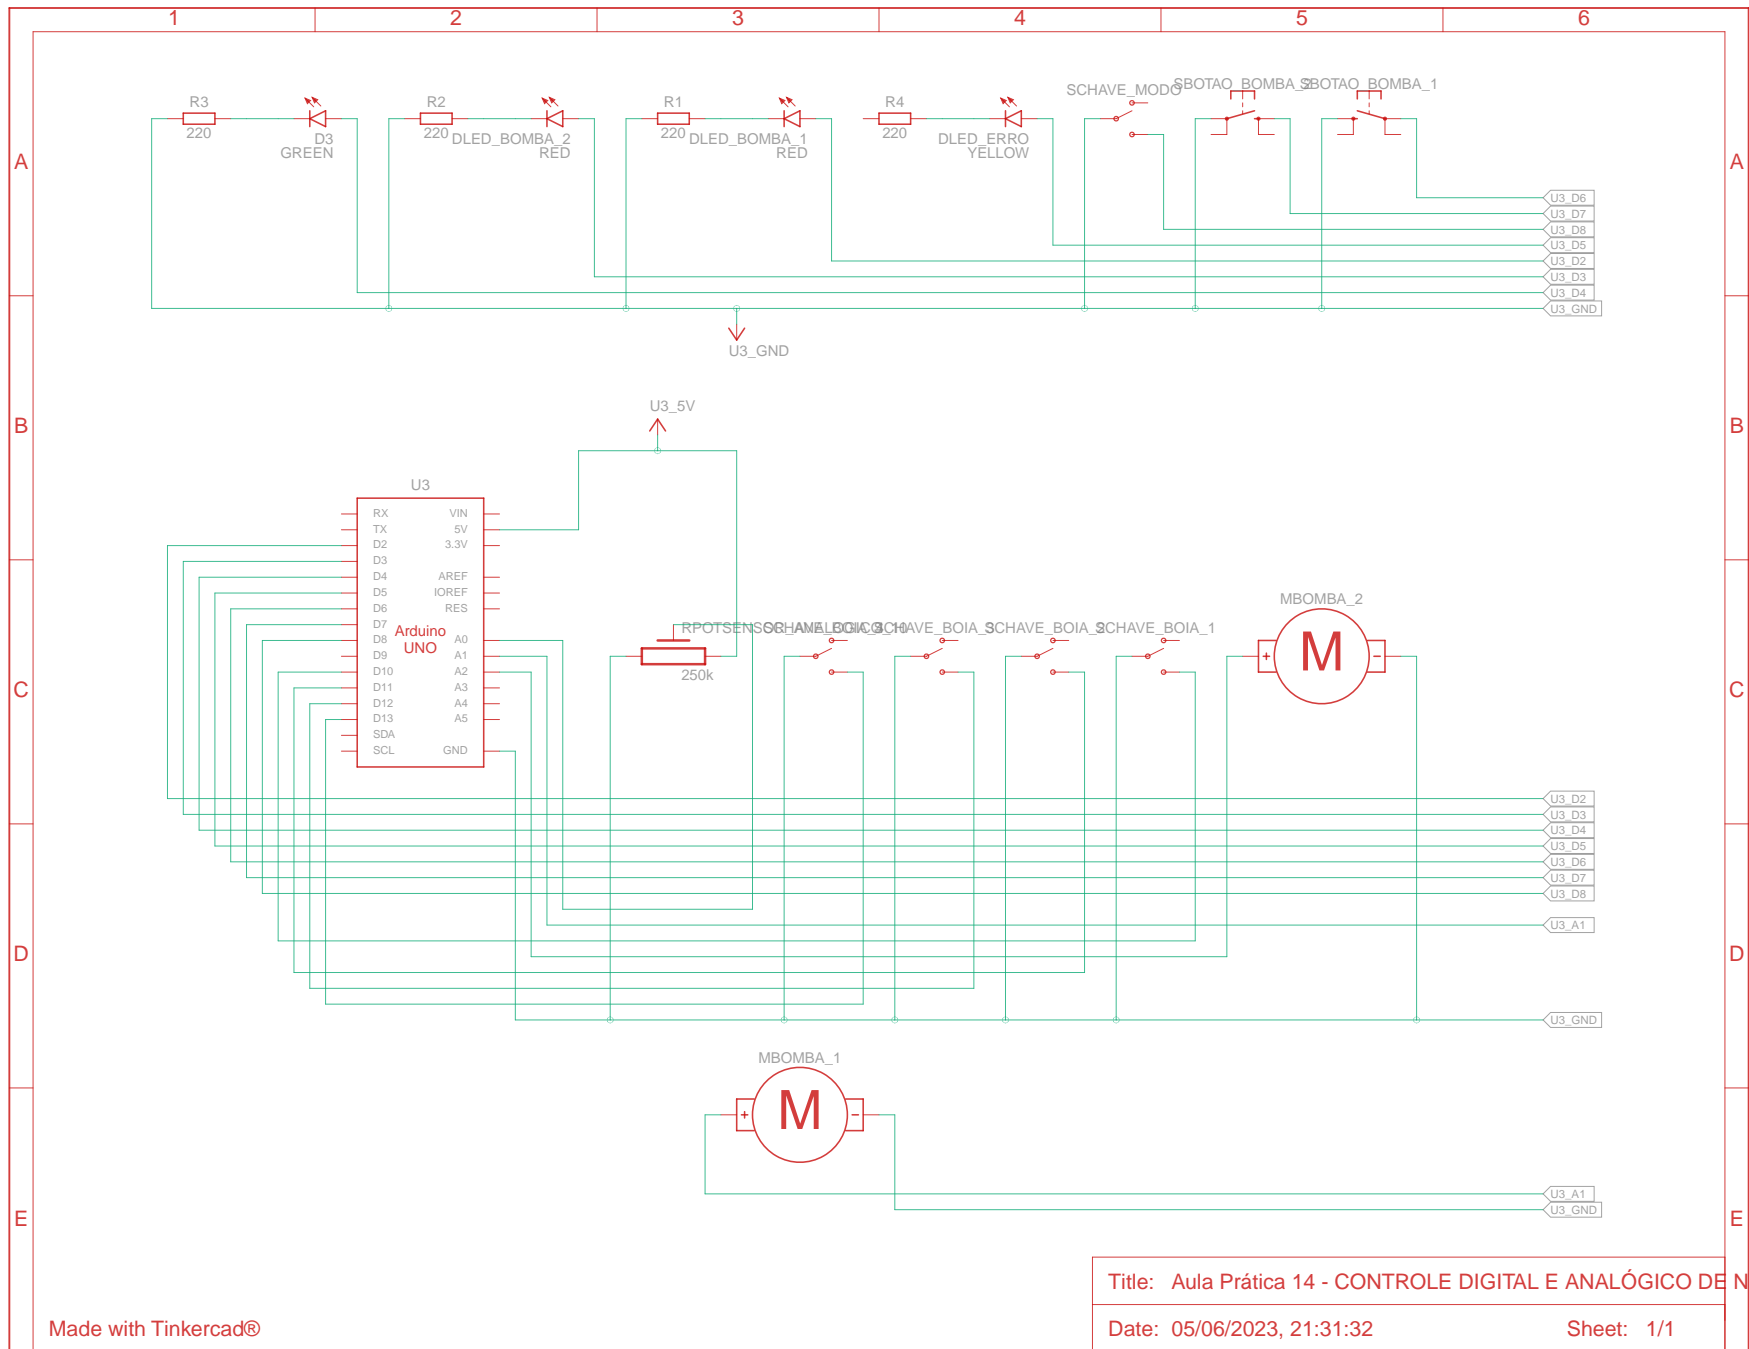 1 2 3 4 5 6
A A
B B
C C
D D
E E
R3
220
D3
GREEN
R2
220
DLED_BOMBA_2
RED
R1
220
DLED_BOMBA_1
RED
R4
220
DLED_ERRO
YELLOW
SCHAVE_MODO
SBOTAO_BOMBA_2
SBOTAO_BOMBA_1
U3_D6
U3_D7
U3_D8
U3_D5
U3_D2
U3_D3
U3_D4
U3_GND
U3_GND
U3_5V
U3
RX VIN
TX 5V
D2 3.3V
D3
D4 AREF
D5 IOREF
D6 RES
D7
Arduino
UNO
D8 A0
D9 A1
D10 A2
D11 A3
D12 A4
D13 A5
SDA
SCL GND
250k
SCHAVE_BOIA_3
SCHAVE_BOIA_2
SCHAVE_BOIA_1
MBOMBA_2
+ M -
U3_D2
U3_D3
U3_D4
U3_D5
U3_D6
U3_D7
U3_D8
U3_A1
U3_GND
MBOMBA_1
+ M -
U3_A1
U3_GND
Title: Aula Prática 14 - CONTROLE DIGITAL E ANALÓGICO DE N
Date: 05/06/2023, 21:31:32 Sheet: 1/1
Made with Tinkercad®